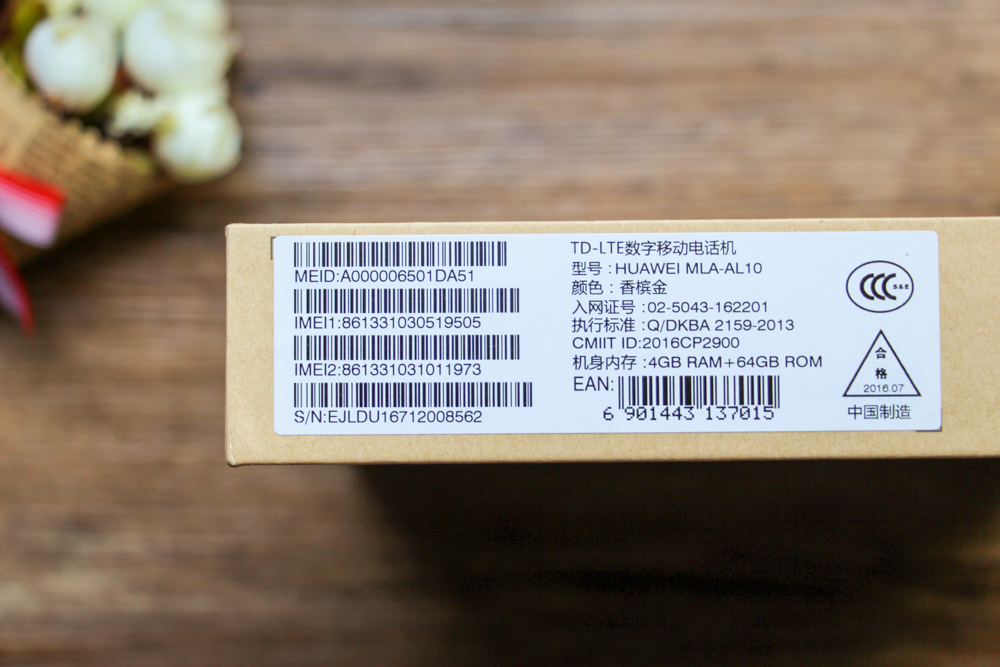 MEID:A000006501DA51
IMEI1:861331030519505
IMEI2:861331031011973
S/N:EJLDU16712008562
TD-LTE数字移动电话机
型号:HUAWEI MLA-AL10
颜色:香槟金
入网证号:02-5043-162201
执行标准:Q/DKBA 2159-2013
CMIIT ID:2016CP2900
机身内存:4GB RAM+64GB ROM
EAN:
6 901443 137015
CCC S&E
合
格
2016.07
中国制造